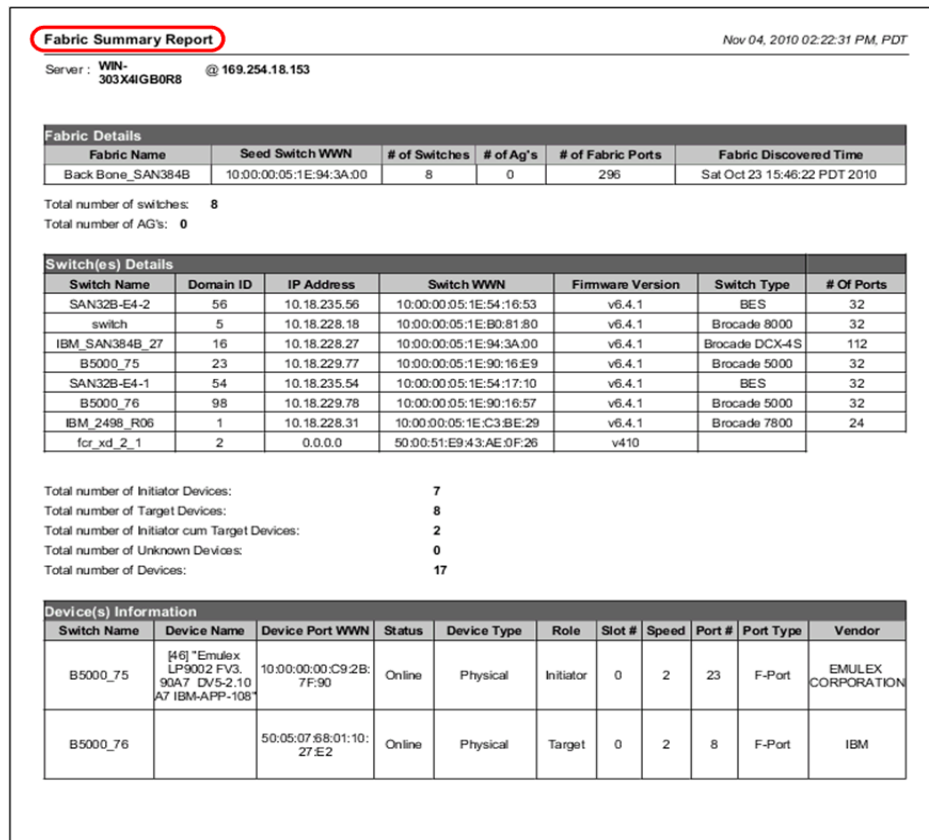 Fabric Summary Report
Nov 04, 2010 02:22:31 PM, PDT
Server : WIN-303X4IGB0R8 @ 169.254.18.153
Fabric Details
Fabric Name Seed Switch WWN # of Switches # of Ag's # of Fabric Ports Fabric Discovered Time
Back Bone_SAN384B 10:00:00:05:1E:94:3A:00 8 0 296 Sat Oct 23 15:46:22 PDT 2010
Total number of switches: 8
Total number of AG's: 0
Switch(es) Details
Switch Name Domain ID IP Address Switch WWN Firmware Version Switch Type # Of Ports
SAN32B-E4-2 56 10.18.235.56 10:00:00:05:1E:54:16:53 v6.4.1 BES 32
switch 5 10.18.228.18 10:00:00:05:1E:B0:81:80 v6.4.1 Brocade 8000 32
IBM_SAN384B_27 16 10.18.228.27 10:00:00:05:1E:94:3A:00 v6.4.1 Brocade DCX-4S 112
B5000_75 23 10.18.229.77 10:00:00:05:1E:90:16:E9 v6.4.1 Brocade 5000 32
SAN32B-E4-1 54 10.18.235.54 10:00:00:05:1E:54:17:10 v6.4.1 BES 32
B5000_76 98 10.18.229.78 10:00:00:05:1E:90:16:57 v6.4.1 Brocade 5000 32
IBM_2498_R06 1 10.18.228.31 10:00:00:05:1E:C3:BE:29 v6.4.1 Brocade 7800 24
fcr_xd_2_1 2 0.0.0.0 50:00:51:E9:43:AE:0F:26 v410
Total number of Initiator Devices: 7
Total number of Target Devices: 8
Total number of Initiator cum Target Devices: 2
Total number of Unknown Devices: 0
Total number of Devices: 17
Device(s) Information
Switch Name Device Name Device Port WWN Status Device Type Role Slot # Speed Port # Port Type Vendor
B5000_75 [46] "Emulex LP9002 FV3.90A7 DV5-2.10 A7 IBM-APP-108" 10:00:00:00:C9:2B:7F:90 Online Physical Initiator 0 2 23 F-Port EMULEX CORPORATION
B5000_76 50:05:07:68:01:10:27:E2 Online Physical Target 0 2 8 F-Port IBM